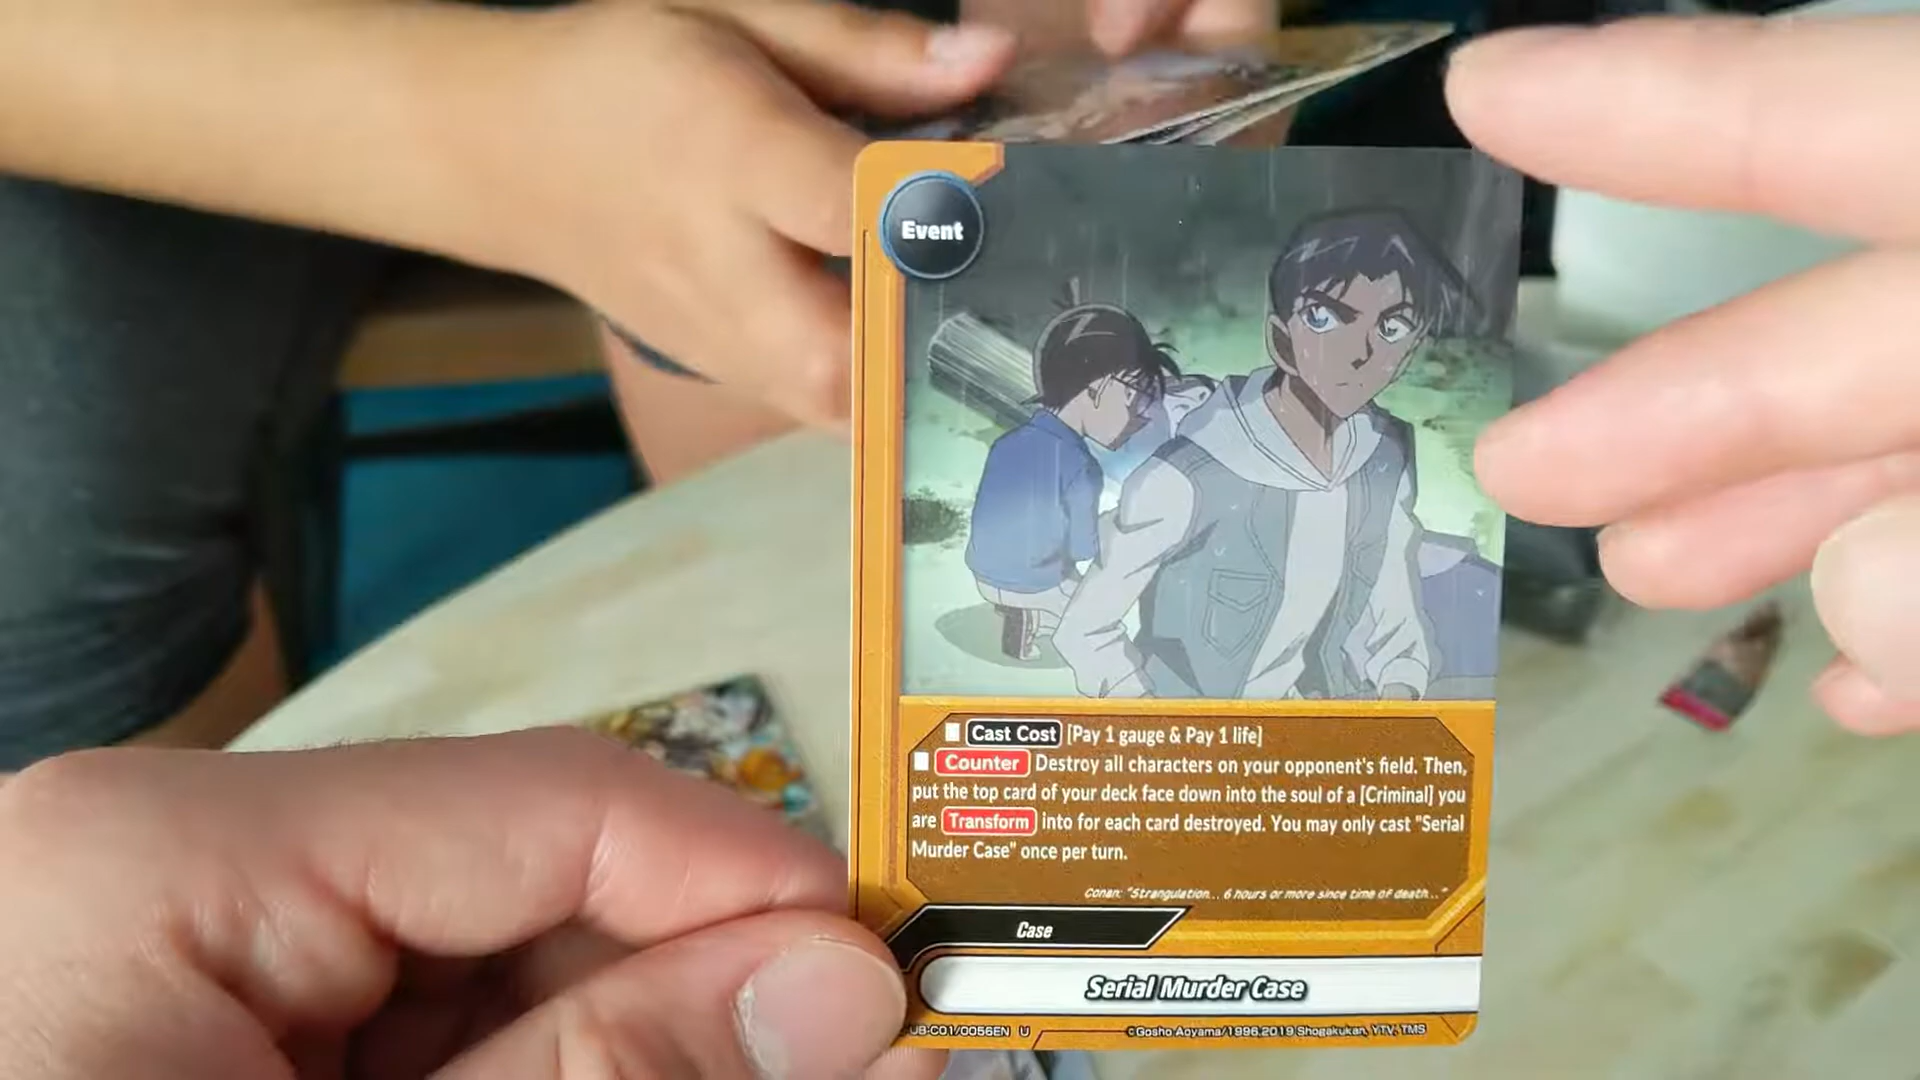 Event
Cast Cost [Pay 1 gauge & Pay 1 life]
Counter Destroy all characters on your opponent's field. Then,
put the top card of your deck face down into the soul of a [Criminal] you
are Transform into for each card destroyed. You may only cast "Serial
Murder Case" once per turn.
Conan: "Strangulation... 6 hours or more since time of death..."
Case
Serial Murder Case
UB-C01/0056EN U
©Gosho Aoyama/1996,2019 Shogakukan, YTV, TMS